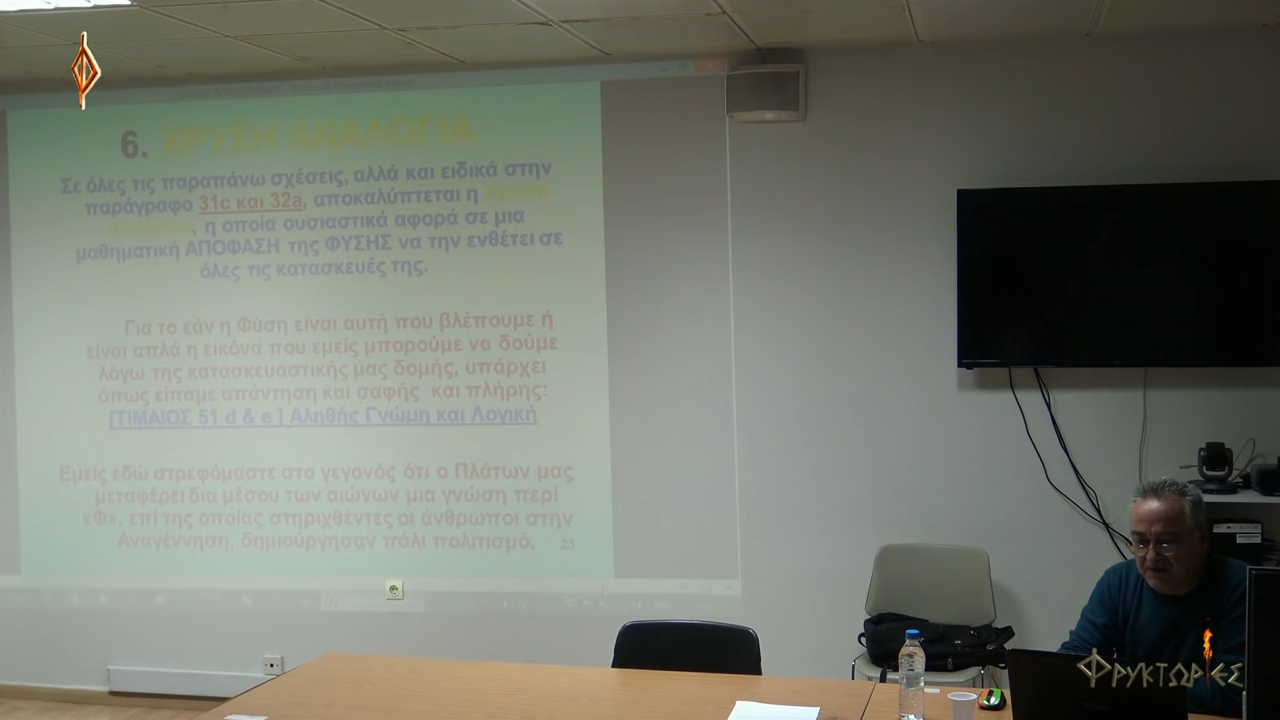 6. ΧΡΥΣΗ ΑΝΑΛΟΓΙΑ
Σε όλες τις παραπάνω σχέσεις, αλλά και ειδικά στην
παράγραφο 31c και 32a, αποκαλύπτεται η
, η οποία ουσιαστικά αφορά σε μια
μαθηματική ΑΠΟΦΑΣΗ της ΦΥΣΗΣ να την ενθέτει σε
όλες τις κατασκευές της.
Για το εάν η Φύση είναι αυτή που βλέπουμε ή
είναι απλά η εικόνα που εμείς μπορούμε να δούμε
λόγω της κατασκευαστικής μας δομής, υπάρχει
όπως είπαμε απάντηση και σαφής και πλήρης:
[ΤΙΜΑΙΟΣ 51 d & e ] Αληθής Γνώμη και Λογική
Εμείς εδώ στρεφόμαστε στο γεγονός ότι ο Πλάτων μας
μεταφέρει δια μέσου των αιώνων μια γνώση περί
«Φ», επί της οποίας στηριχθέντες οι άνθρωποι στην
Αναγέννηση, δημιούργησαν πάλι πολιτισμό. 23
ΦΡΥΚΤΩΡΙΕΣ